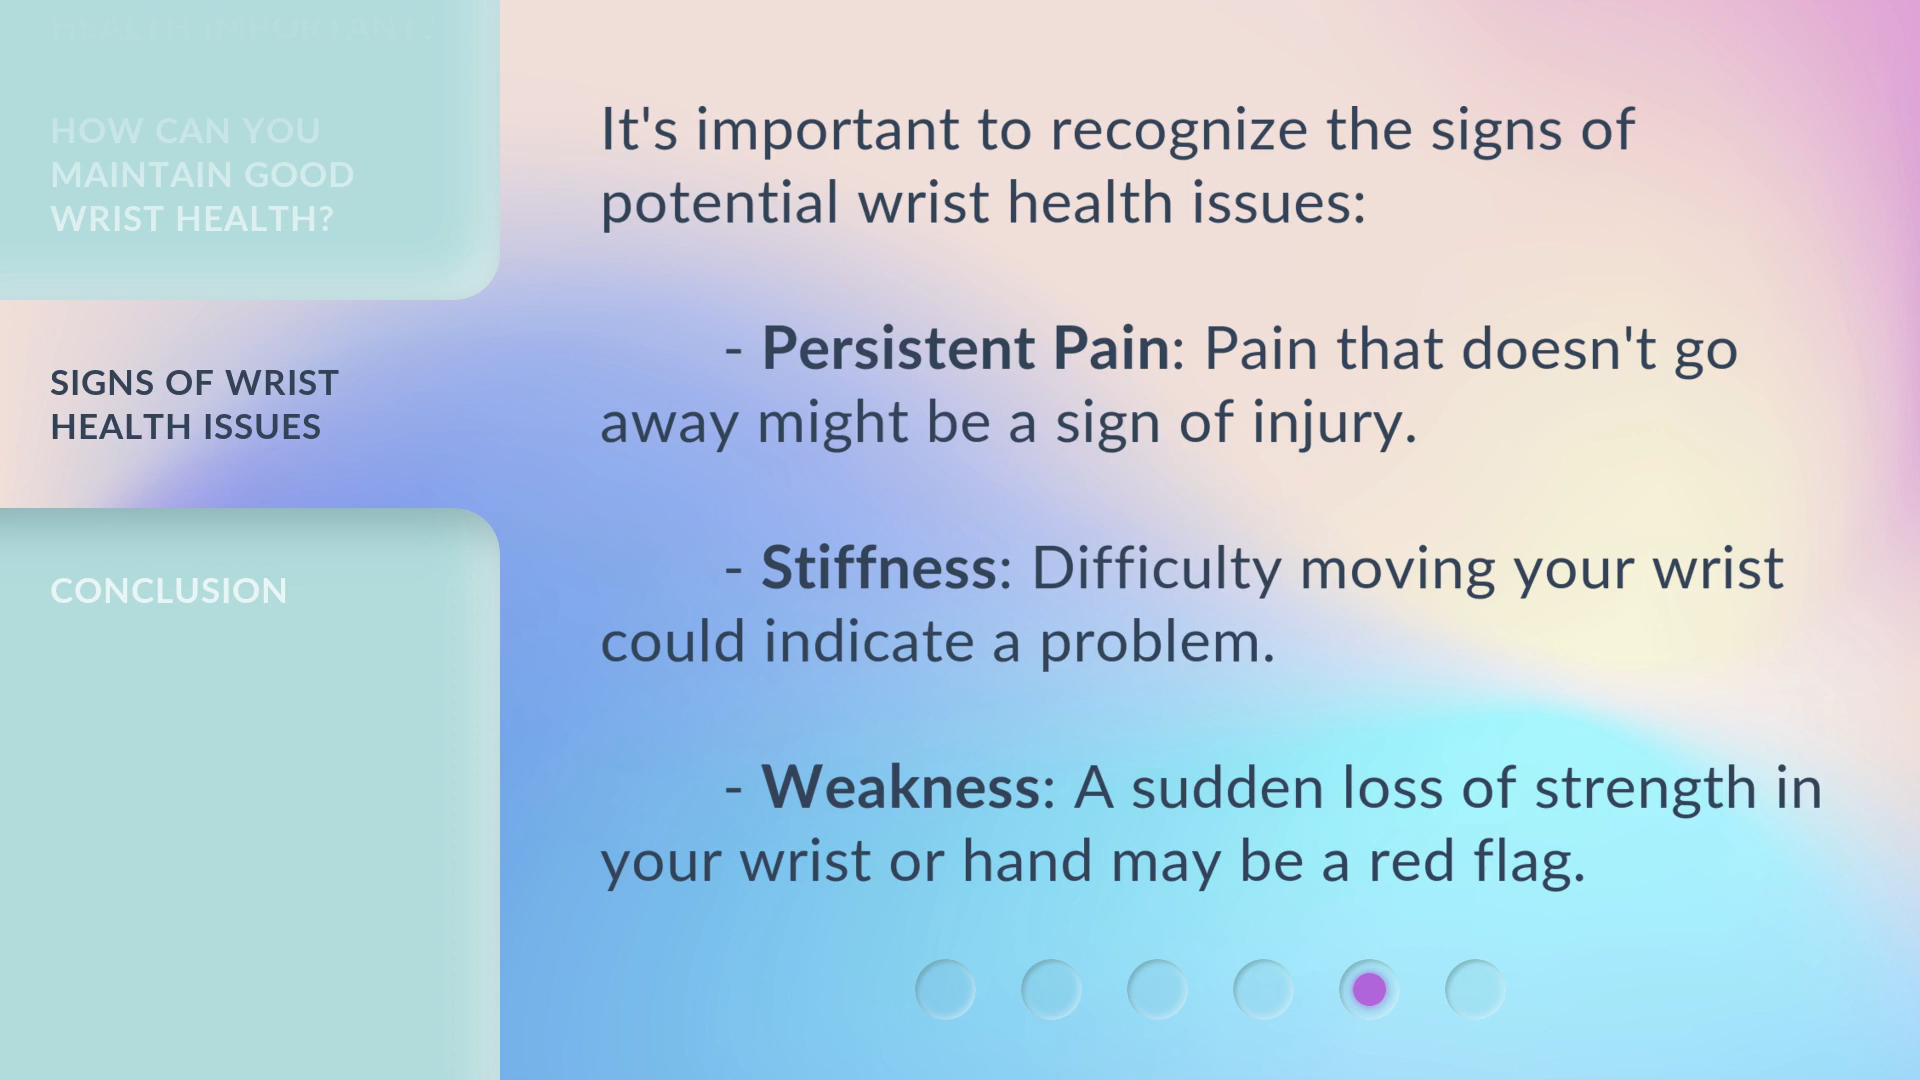 HEALTH IMPORTANT?
HOW CAN YOU
MAINTAIN GOOD
WRIST HEALTH?
SIGNS OF WRIST
HEALTH ISSUES
CONCLUSION
It's important to recognize the signs of
potential wrist health issues:
- Persistent Pain: Pain that doesn't go
away might be a sign of injury.
- Stiffness: Difficulty moving your wrist
could indicate a problem.
- Weakness: A sudden loss of strength in
your wrist or hand may be a red flag.